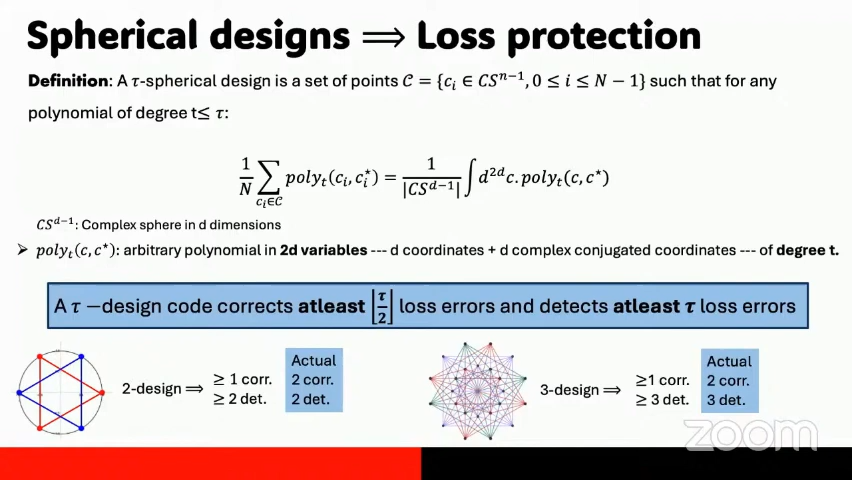 Spherical designs ⟹ Loss protection
Definition: A τ-spherical design is a set of points 𝒞 = {c_i ∈ CS^{n−1}, 0 ≤ i ≤ N − 1} such that for any
polynomial of degree t≤ τ:
1/N ∑_{c_i∈𝒞} poly_t(c_i, c_i^⋆) = 1/|CS^{d−1}| ∫ d^{2d}c. poly_t(c, c^⋆)
CS^{d−1}: Complex sphere in d dimensions
➢ poly_t(c, c^⋆): arbitrary polynomial in 2d variables --- d coordinates + d complex conjugated coordinates --- of degree t.
A τ −design code corrects atleast ⌊τ/2⌋ loss errors and detects atleast τ loss errors
2-design ⟹
≥ 1 corr.
≥ 2 det.
Actual
2 corr.
2 det.
3-design ⟹
≥1 corr.
≥ 3 det.
Actual
2 corr.
3 det.
zoom